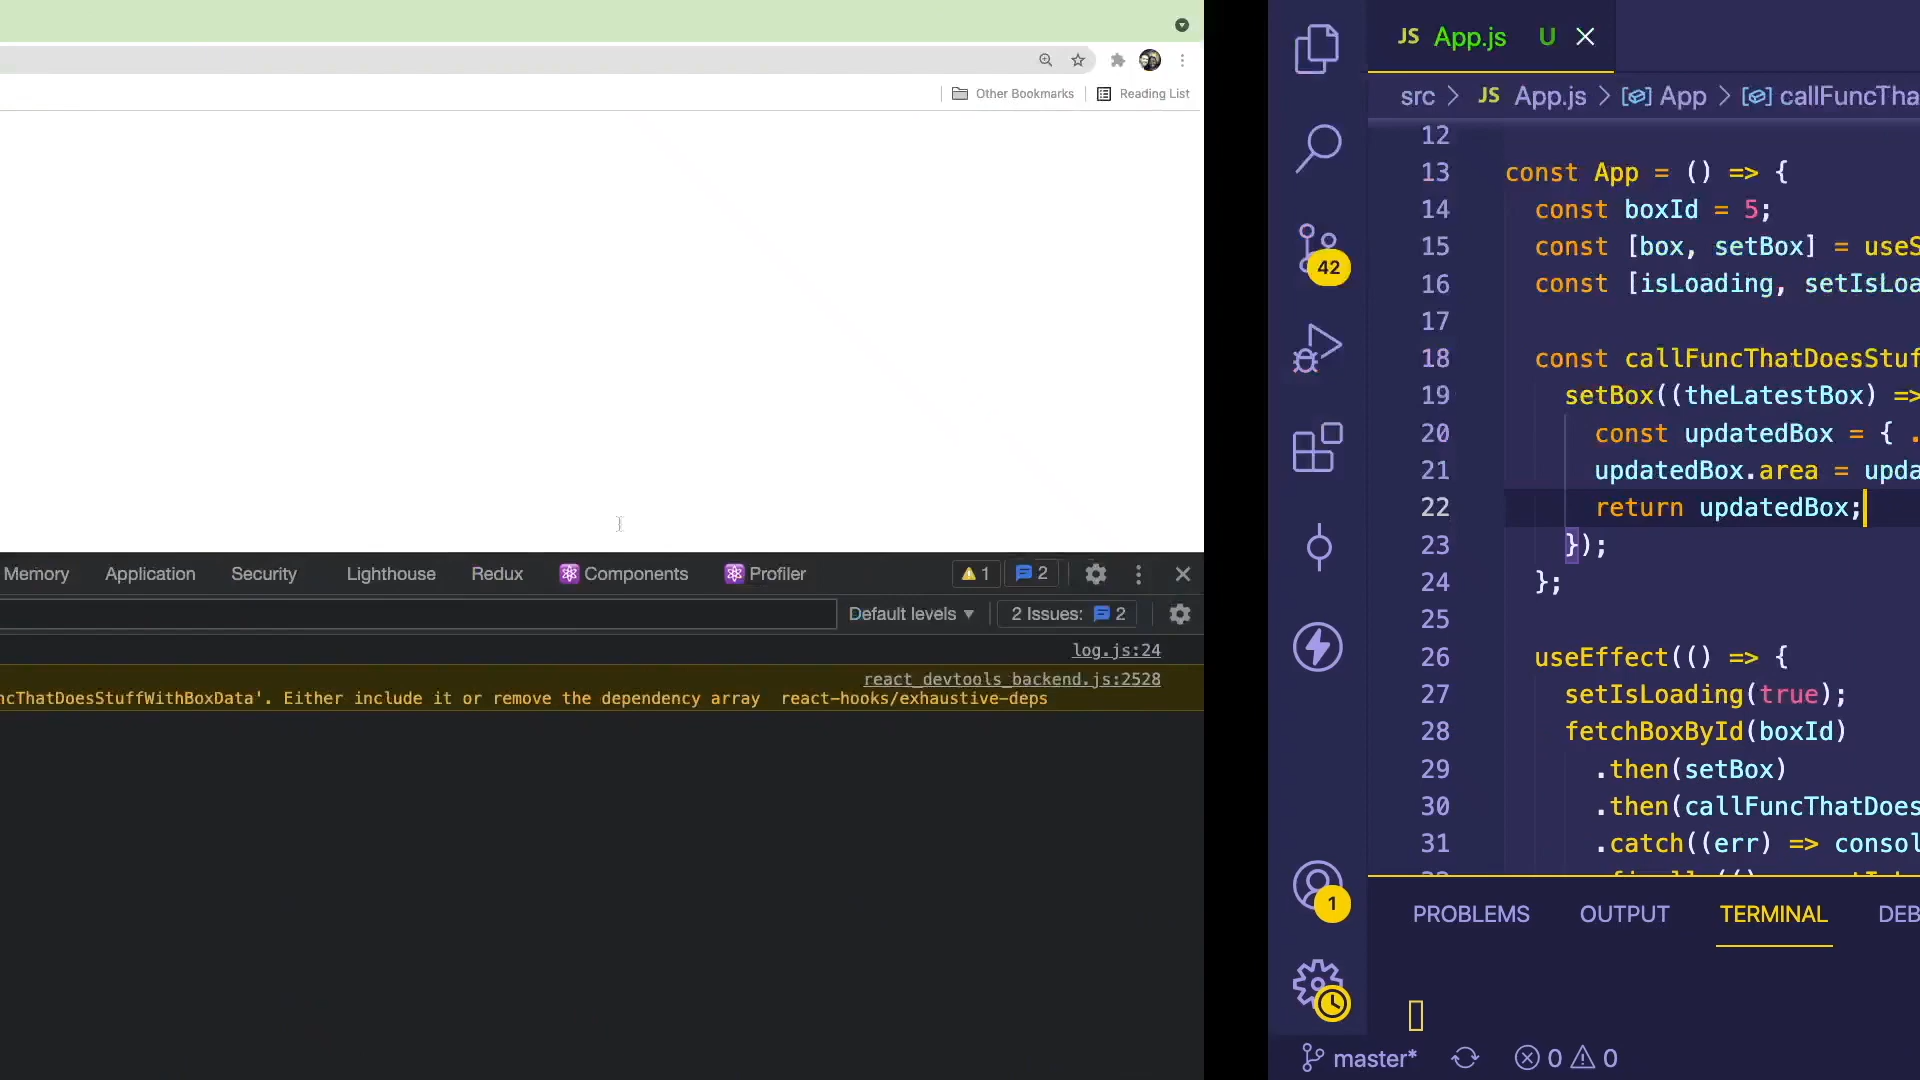 Other Bookmarks
Reading List
Memory Application Security Lighthouse Redux Components Profiler 1 2
Default levels ▼ 2 Issues: 2
log.js:24
react_devtools_backend.js:2528
ncThatDoesStuffWithBoxData'. Either include it or remove the dependency array react-hooks/exhaustive-deps
42
1
JS App.js U
src > JS App.js > App > callFuncTha
12
13 const App = () => {
14 const boxId = 5;
15 const [box, setBox] = useS
16 const [isLoading, setIsLoa
17
18 const callFuncThatDoesStuf
19 setBox((theLatestBox) =>
20 const updatedBox = { .
21 updatedBox.area = upda
22 return updatedBox;
23 });
24 };
25
26 useEffect(() => {
27 setIsLoading(true);
28 fetchBoxById(boxId)
29 .then(setBox)
30 .then(callFuncThatDoes
31 .catch((err) => consol
PROBLEMS OUTPUT TERMINAL DEB
master* 0 0